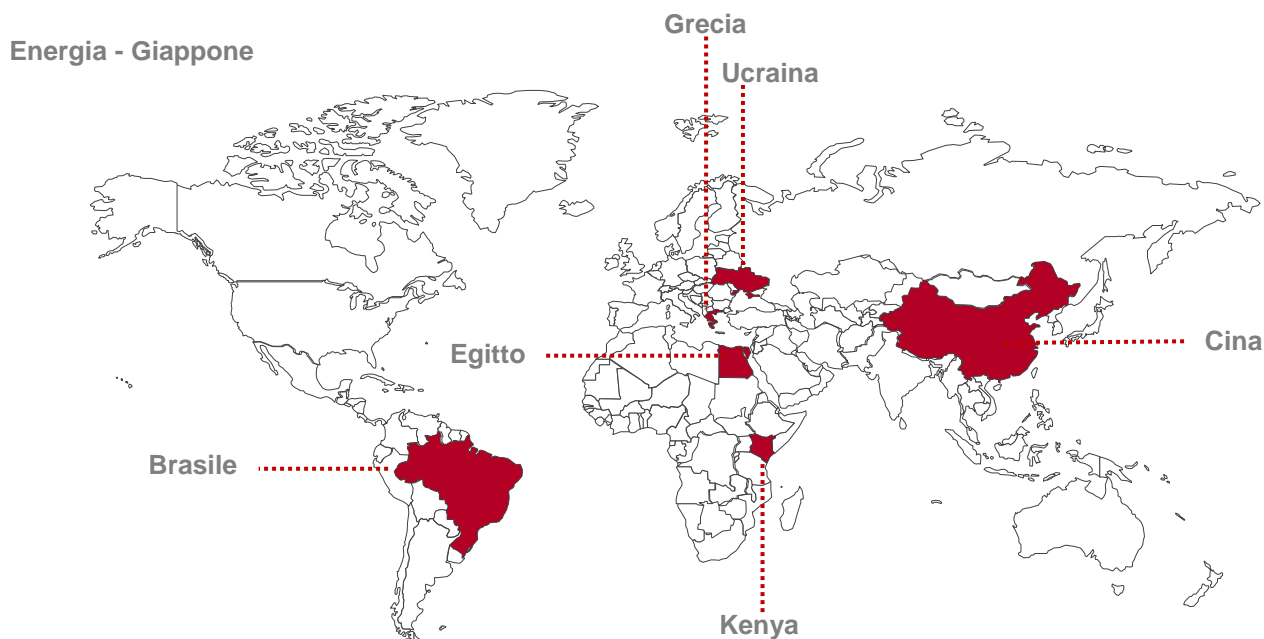 Grecia
Energia - Giappone
Ucraina
Egitto
Cina
Brasile
Kenya